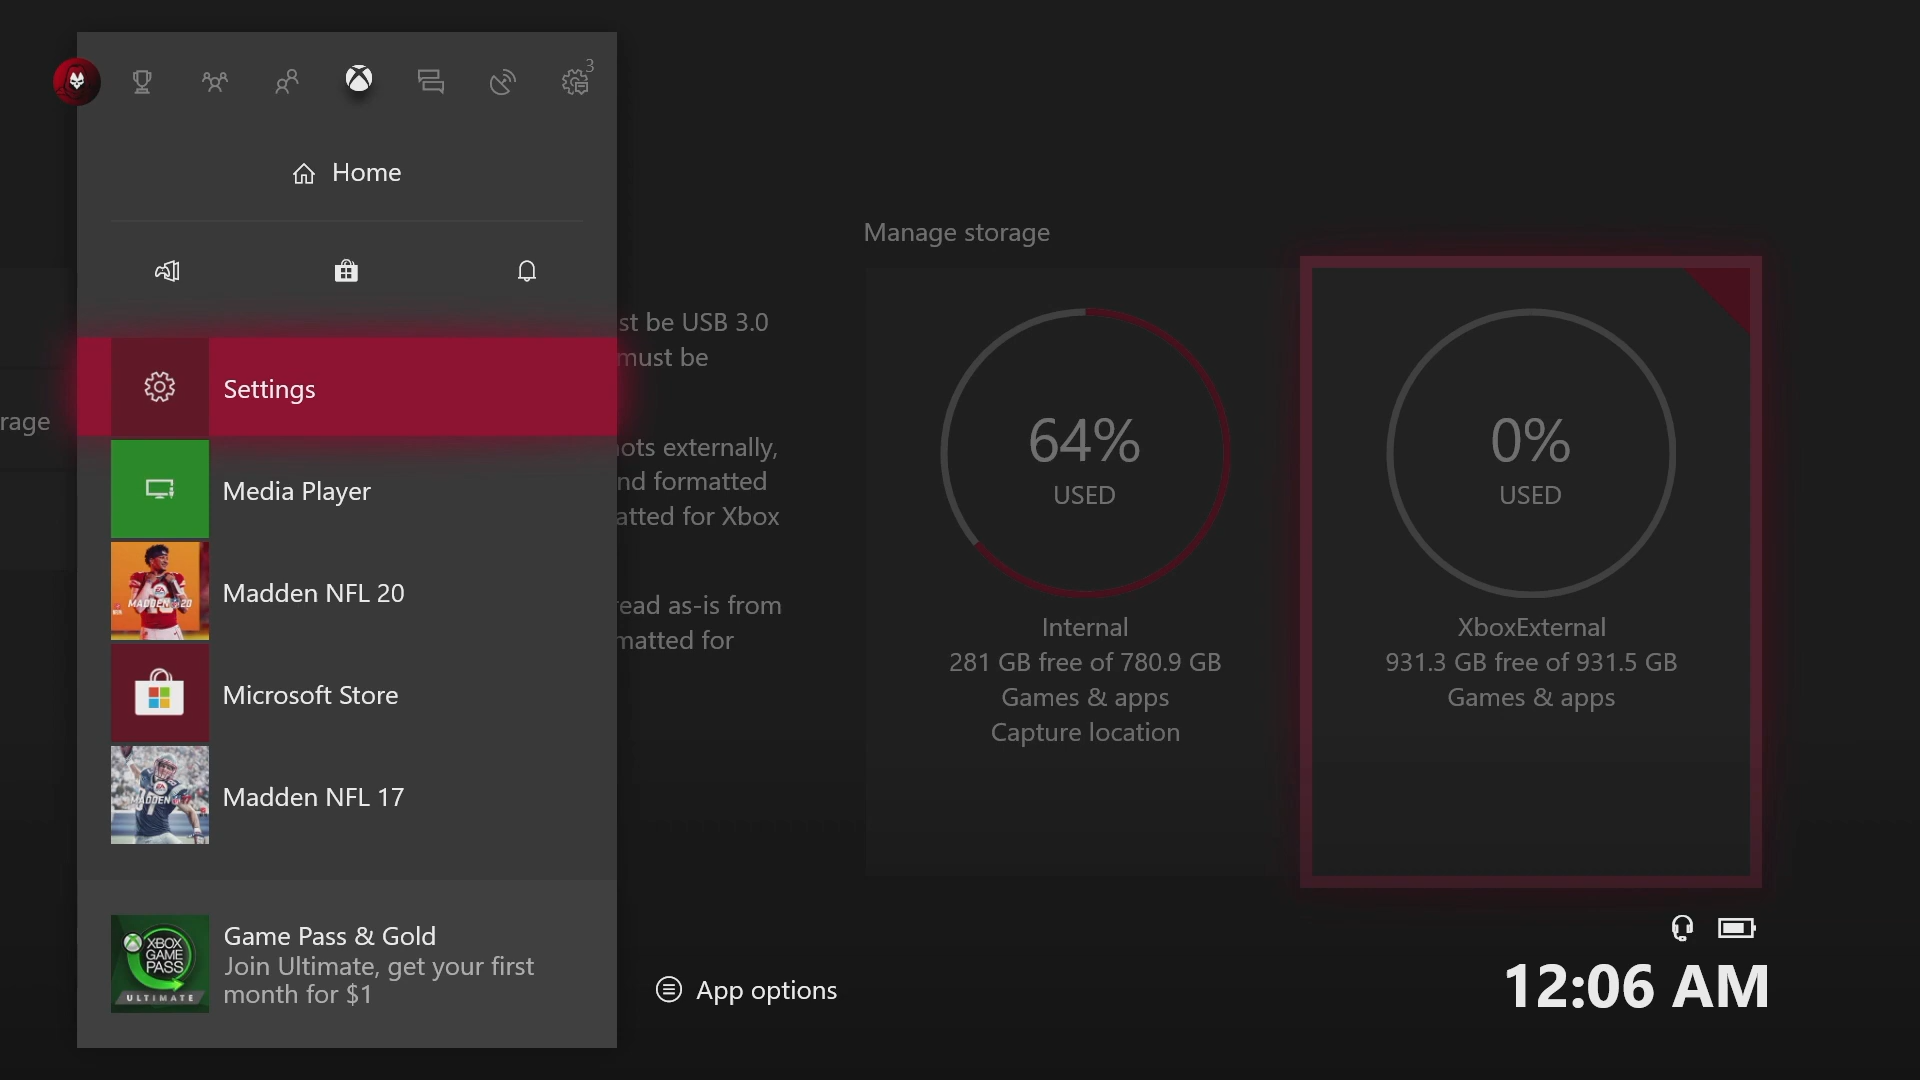 3
Home
Settings
Media Player
MADDEN 20
Madden NFL 20
Microsoft Store
MADDEN
Madden NFL 17
XBOX
GAME
PASS
ULTIMATE
Game Pass & Gold
Join Ultimate, get your first
month for $1
rage
st be USB 3.0
must be
ots externally,
nd formatted
atted for Xbox
read as-is from
matted for
Manage storage
64%
USED
Internal
281 GB free of 780.9 GB
Games & apps
Capture location
0%
USED
XboxExternal
931.3 GB free of 931.5 GB
Games & apps
App options
12:06 AM